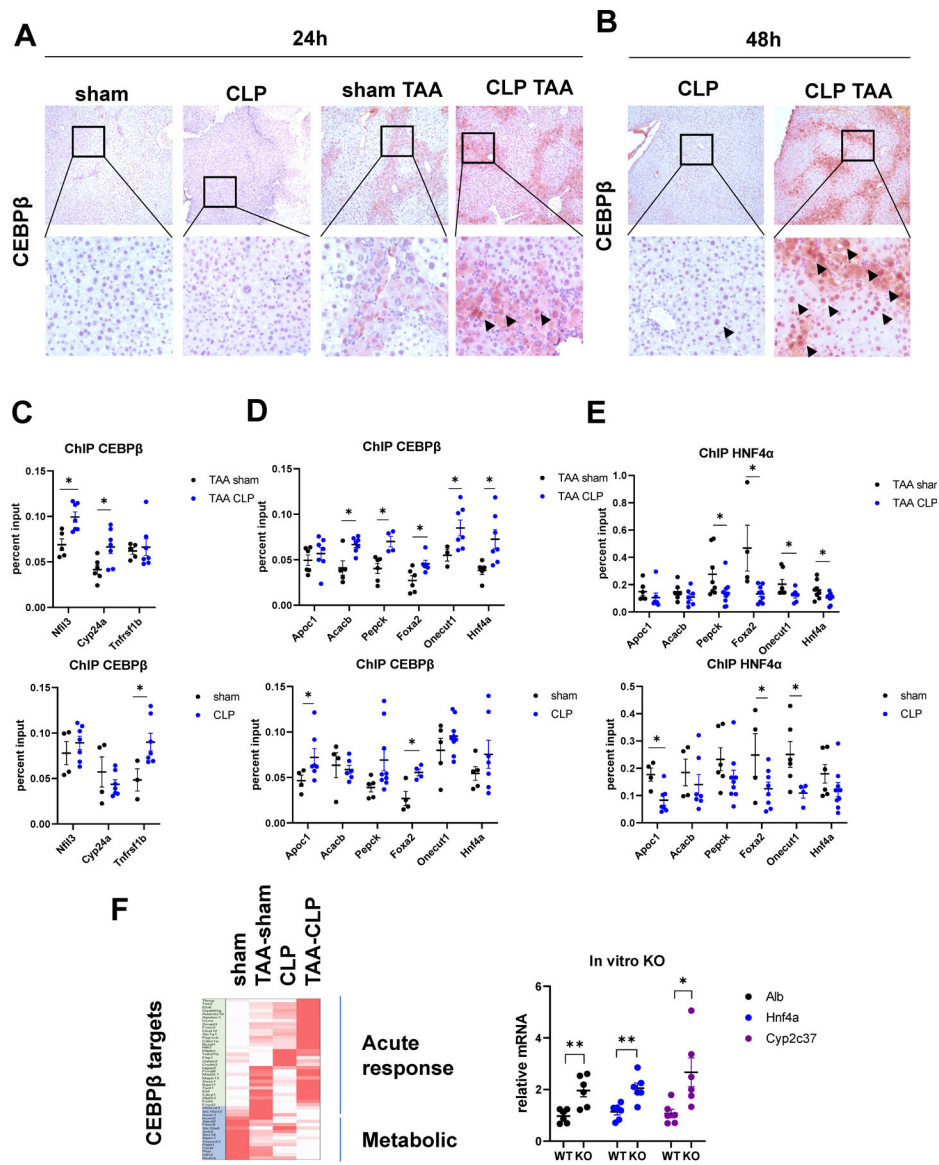 A
24h
B
48h
sham
CLP
sham TAA
CLP TAA
CLP
CLP TAA
CEBPβ
CEBPβ
C
D
E
ChIP CEBPβ
percent input
0.15
0.10
0.05
0.00
*
*
Nfil3
Cyp24a
Tnfrsf1b
TAA sham
TAA CLP
ChIP CEBPβ
percent input
0.15
0.10
0.05
0.00
*
*
*
*
*
Apoc1
Acacb
Pepck
Foxa2
Onecut1
Hnf4a
TAA sham
TAA CLP
ChIP HNF4α
percent input
1.0
0.8
0.6
0.4
0.2
0.0
*
*
*
*
Apoc1
Acacb
Pepck
Foxa2
Onecut1
Hnf4a
TAA sham
TAA CLP
ChIP CEBPβ
percent input
0.15
0.10
0.05
0.00
*
Nfil3
Cyp24a
Tnfrsf1b
sham
CLP
ChIP CEBPβ
percent input
0.15
0.10
0.05
0.00
*
*
Apoc1
Acacb
Pepck
Foxa2
Onecut1
Hnf4a
sham
CLP
ChIP HNF4α
percent input
0.5
0.4
0.3
0.2
0.1
0.0
*
*
*
Apoc1
Acacb
Pepck
Foxa2
Onecut1
Hnf4a
sham
CLP
F
sham
TAA-sham
CLP
TAA-CLP
CEBPβ targets
Acute
response
Metabolic
In vitro KO
relative mRNA
6
4
2
0
**
**
*
WT KO
WT KO
WT KO
Alb
Hnf4a
Cyp2c37